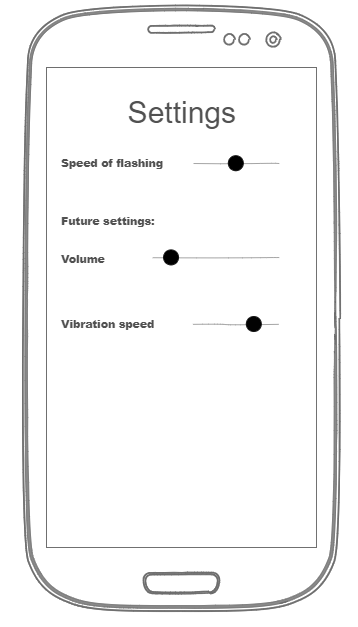 Settings
Speed of flashing
Future settings:
Volume
Vibration speed